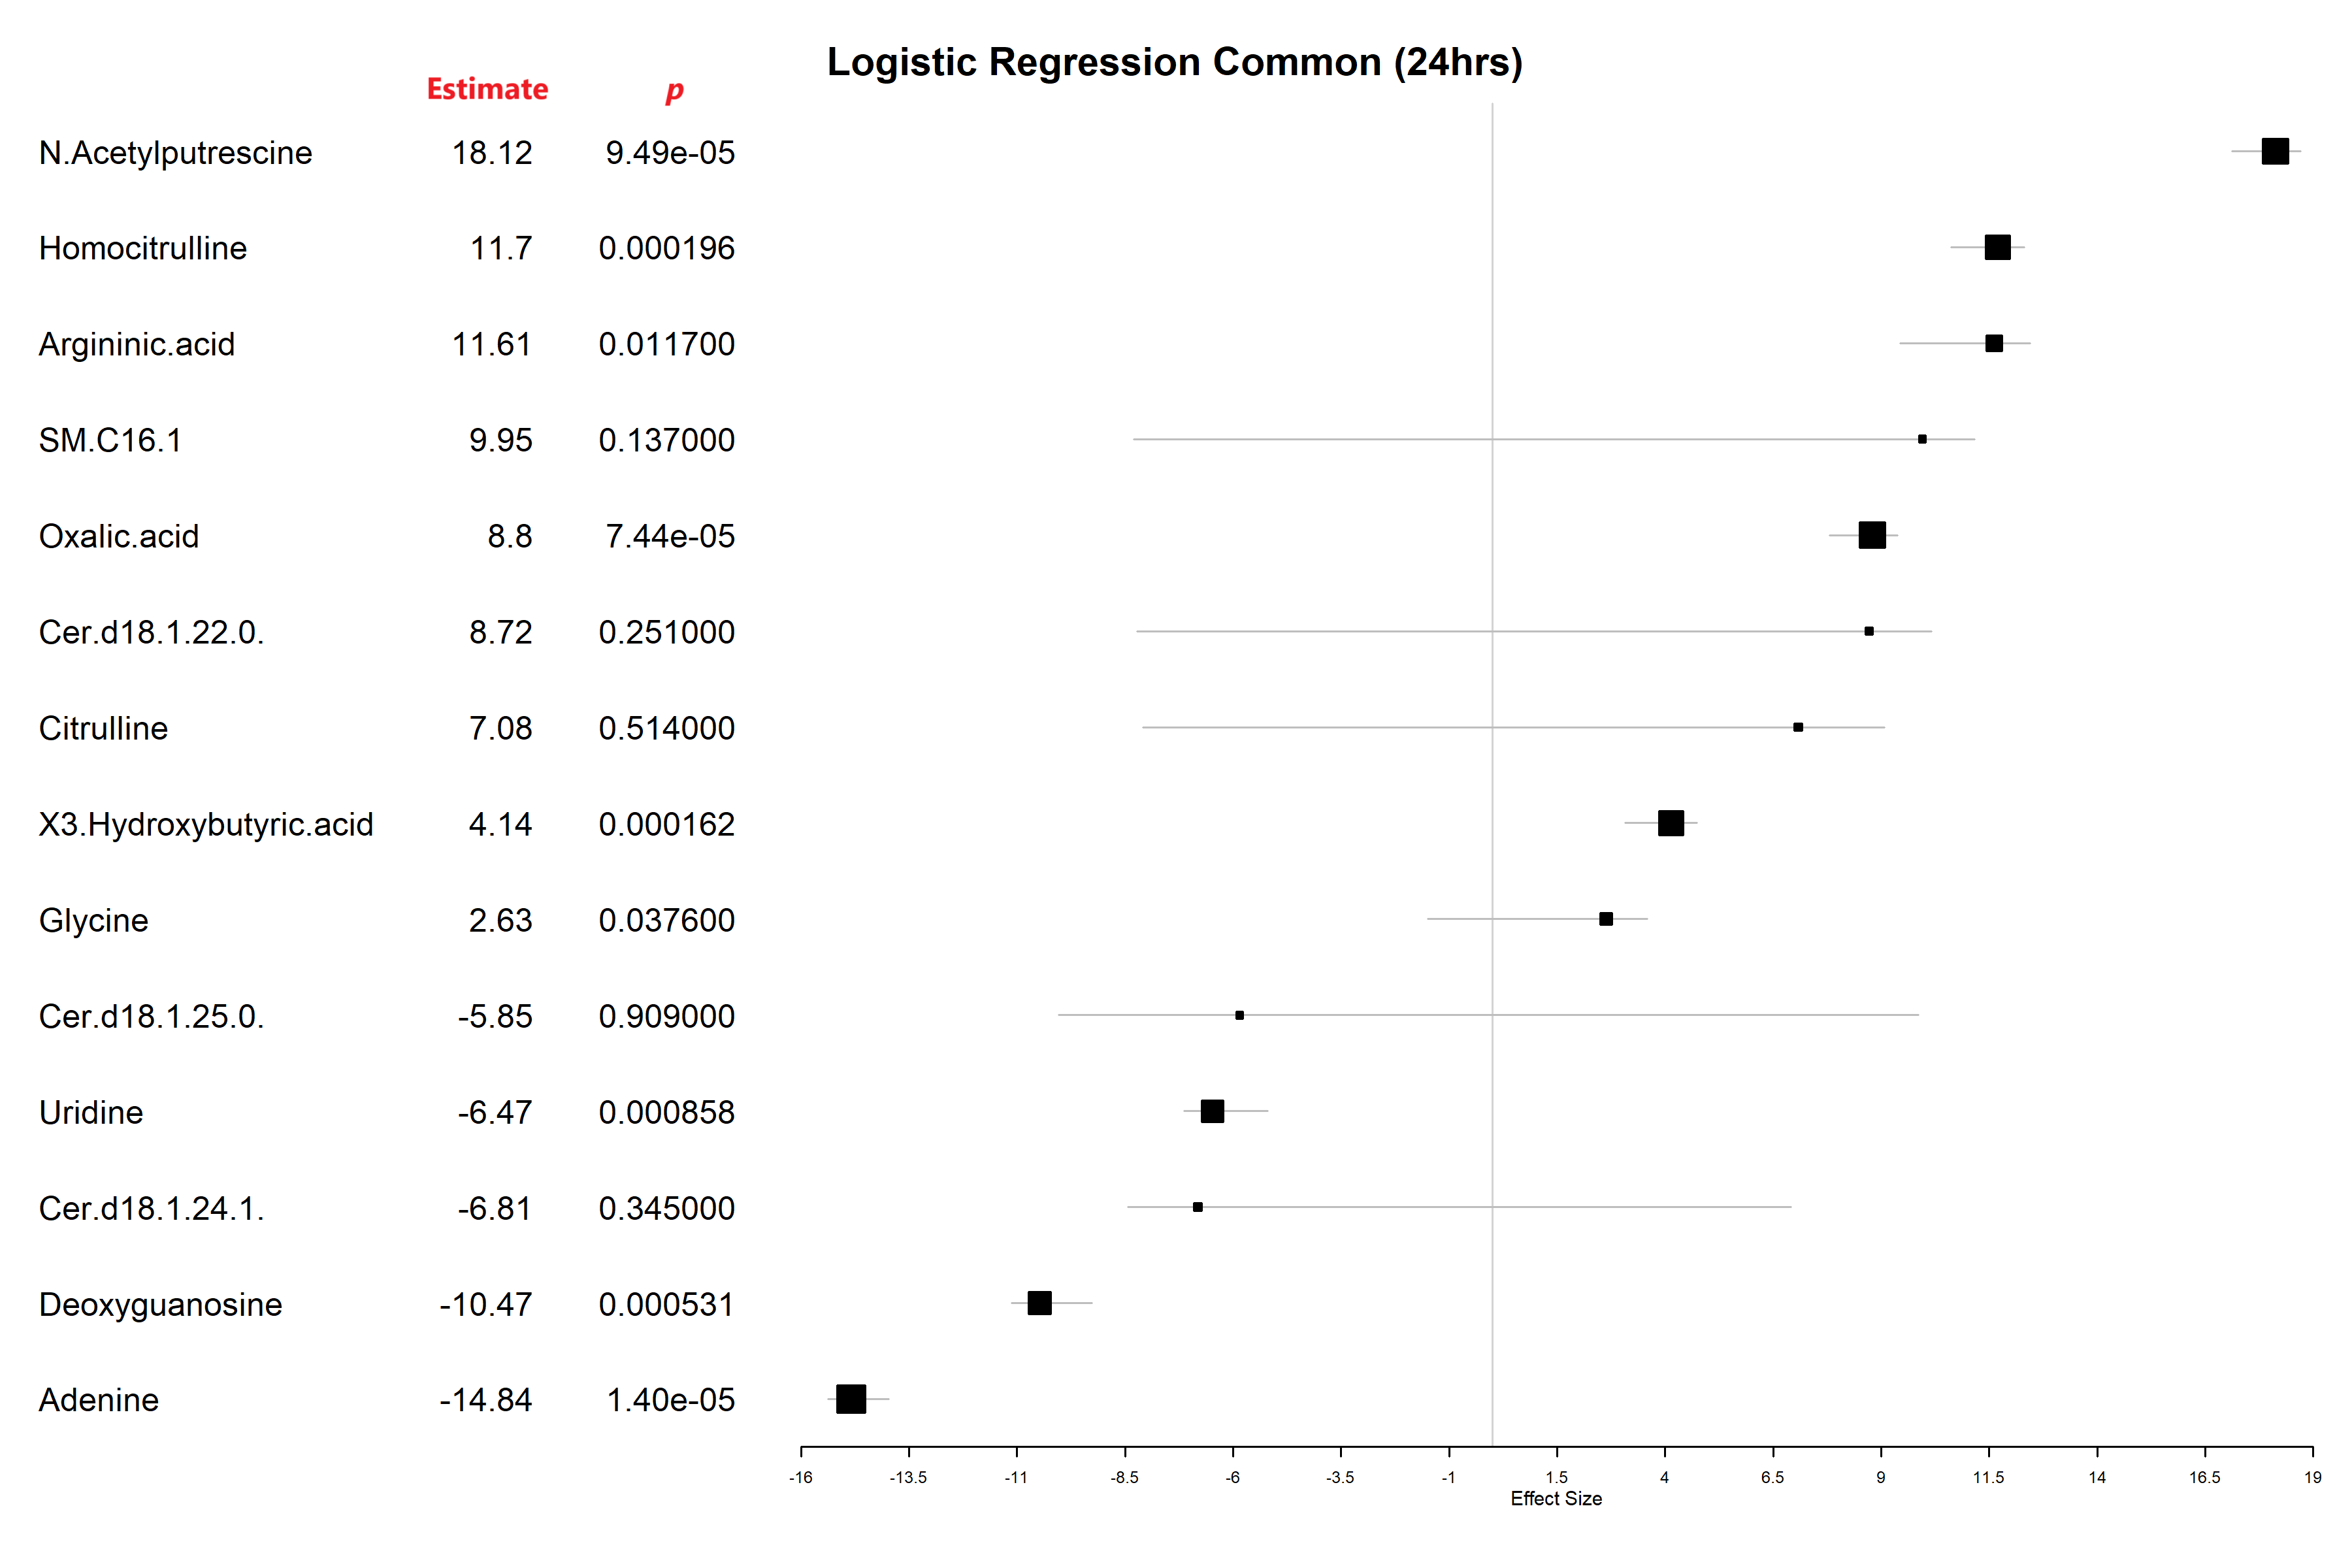 Logistic Regression Common (24hrs)
Estimate p
N.Acetylputrescine 18.12 9.49e-05
Homocitrulline 11.7 0.000196
Argininic.acid 11.61 0.011700
SM.C16.1 9.95 0.137000
Oxalic.acid 8.8 7.44e-05
Cer.d18.1.22.0. 8.72 0.251000
Citrulline 7.08 0.514000
X3.Hydroxybutyric.acid 4.14 0.000162
Glycine 2.63 0.037600
Cer.d18.1.25.0. -5.85 0.909000
Uridine -6.47 0.000858
Cer.d18.1.24.1. -6.81 0.345000
Deoxyguanosine -10.47 0.000531
Adenine -14.84 1.40e-05
-16 -13.5 -11 -8.5 -6 -3.5 -1 1.5 4 6.5 9 11.5 14 16.5 19
Effect Size